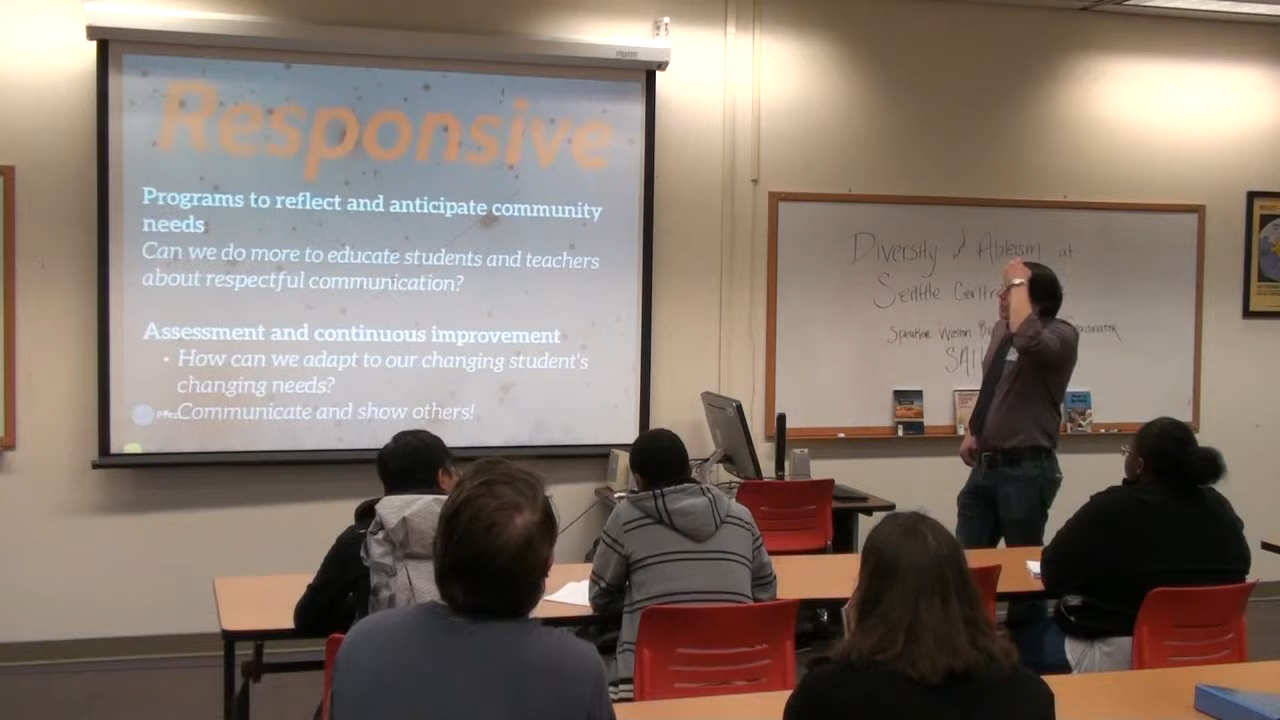 Responsive
Programs to reflect and anticipate community
needs
Can we do more to educate students and teachers
about respectful communication?
Assessment and continuous improvement
• How can we adapt to our changing student's
changing needs?
Communicate and show others!
Diversity & Ableism at
Seattle Centr
Speaker Weston